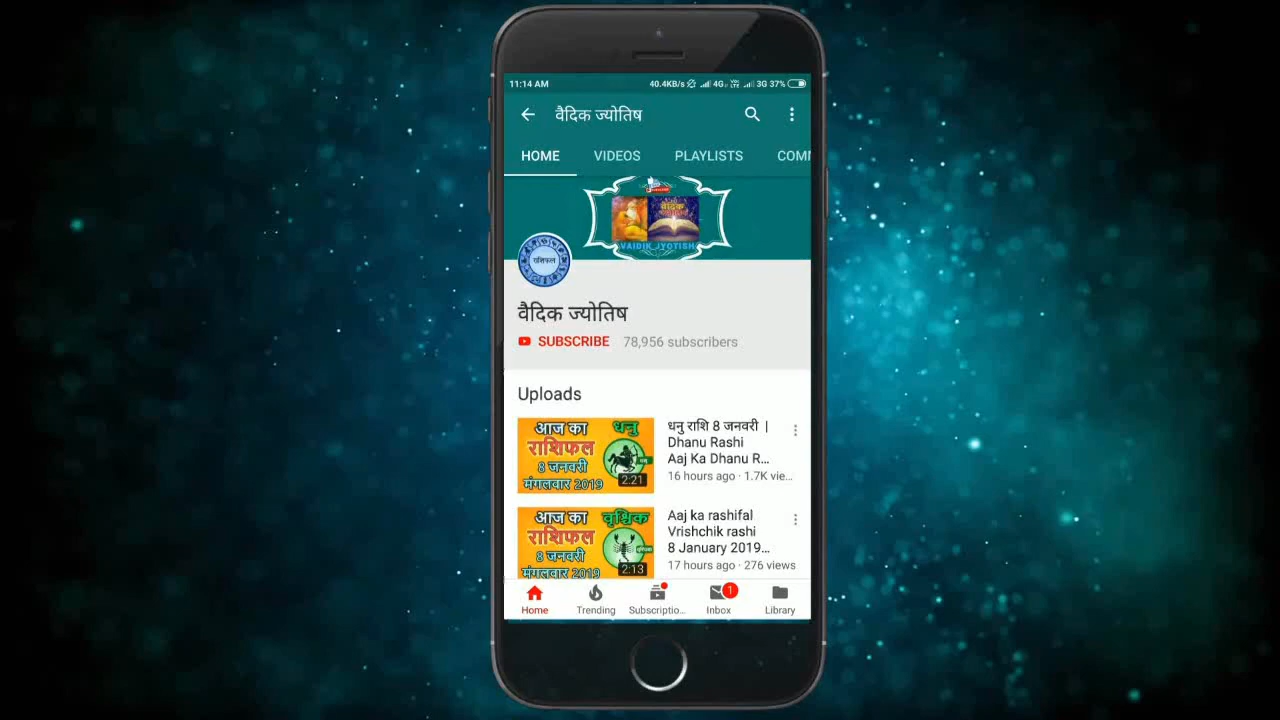 11:14 AM
40.4KB/s 4G 3G 37%
वैदिक ज्योतिष
HOME VIDEOS PLAYLISTS COMM
वैदिक
VAIDIK JYOTISH
राशिफल
वैदिक ज्योतिष
SUBSCRIBE 78,956 subscribers
Uploads
आज का धनु
राशिफल
8 जनवरी
मंगलवार 2019
2:21
धनु राशि 8 जनवरी |
Dhanu Rashi
Aaj Ka Dhanu R...
16 hours ago · 1.7K vie...
आज का वृश्चिक
राशिफल
8 जनवरी
मंगलवार 2019
2:13
Aaj ka rashifal
Vrishchik rashi
8 January 2019...
17 hours ago · 276 views
1
Home Trending Subscriptio... Inbox Library